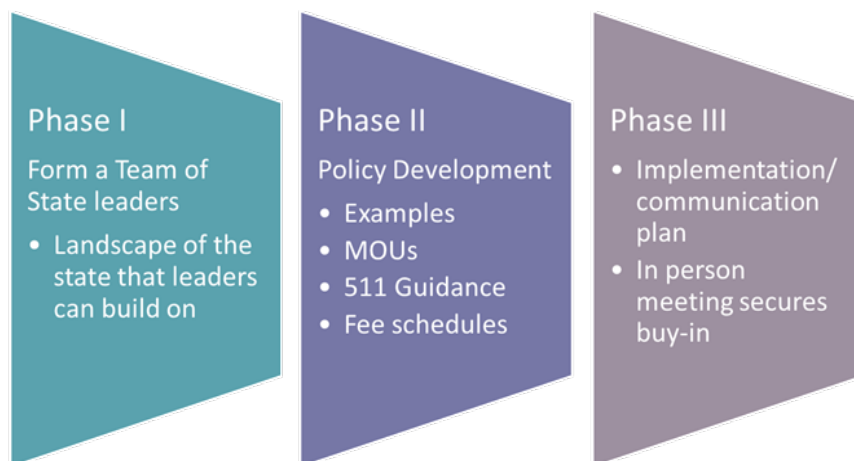 Phase I
Form a Team of
State leaders
• Landscape of the
state that leaders
can build on
Phase II
Policy Development
• Examples
• MOUs
• 511 Guidance
• Fee schedules
Phase III
• Implementation/
communication
plan
• In person
meeting secures
buy-in